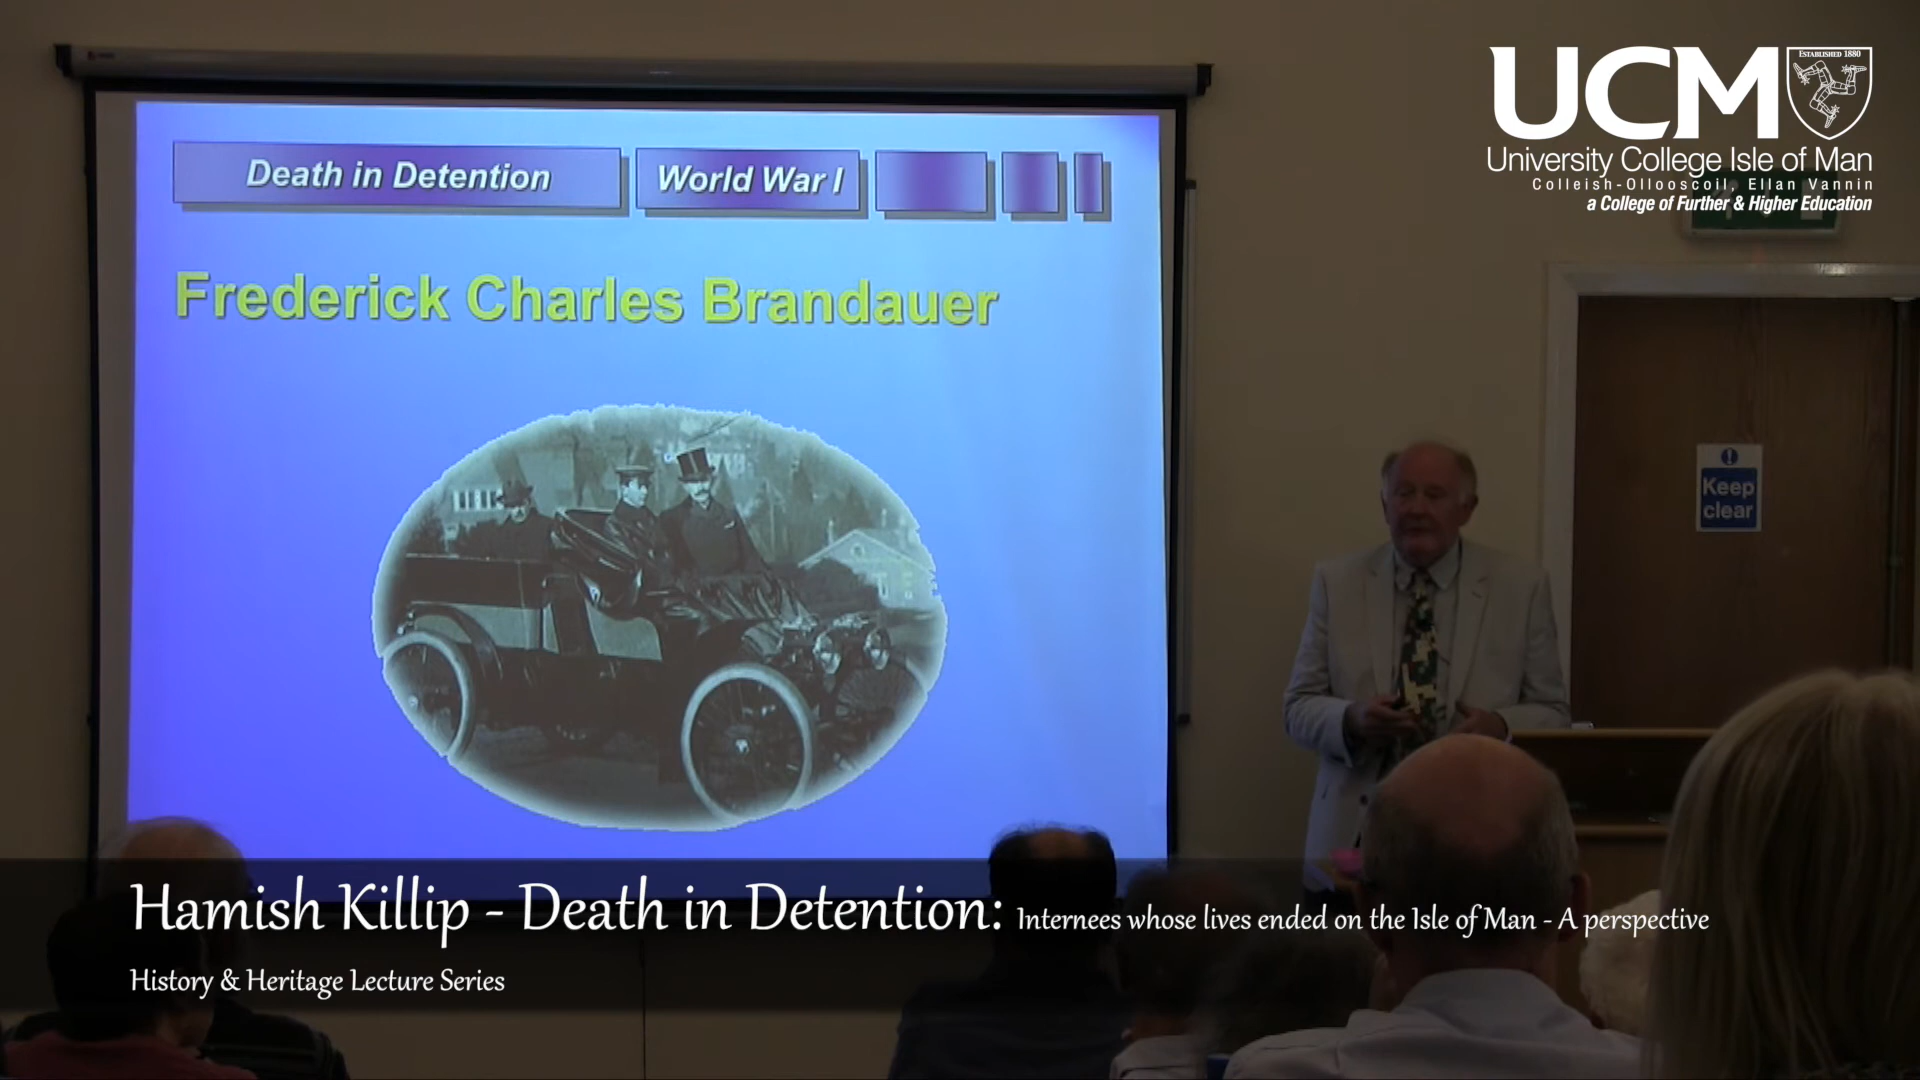 UCM
ESTABLISHED 1880
University College Isle of Man
Colleish-Ollooscoil, Ellan Vannin
a College of Further & Higher Education
Death in Detention
World War I
Frederick Charles Brandauer
Keep
clear
Hamish Killip - Death in Detention: Internees whose lives ended on the Isle of Man - A perspective
History & Heritage Lecture Series